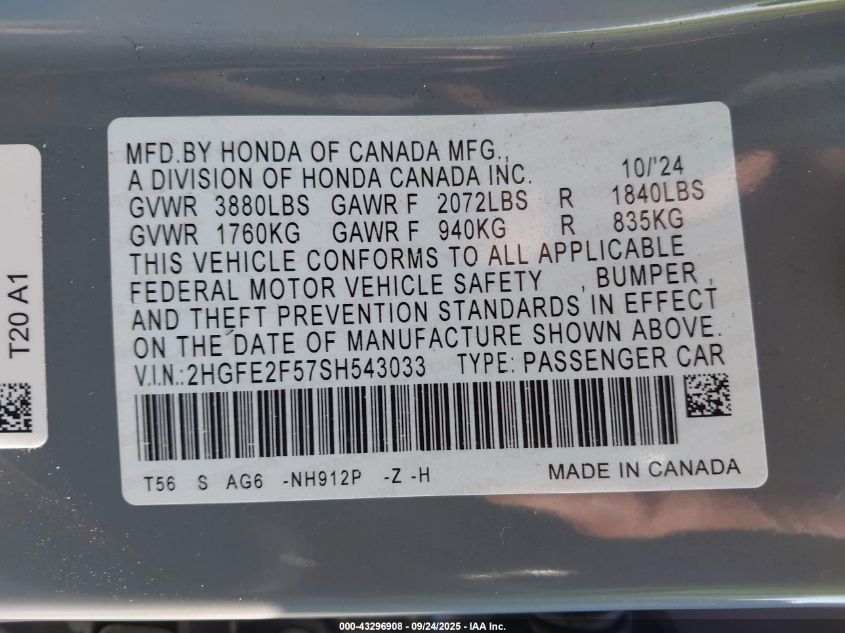 MFD.BY HONDA OF CANADA MFG.,
A DIVISION OF HONDA CANADA INC. 10/'24
GVWR 3880LBS GAWR F 2072LBS R 1840LBS
GVWR 1760KG GAWR F 940KG R 835KG
THIS VEHICLE CONFORMS TO ALL APPLICABLE
FEDERAL MOTOR VEHICLE SAFETY , BUMPER ,
AND THEFT PREVENTION STANDARDS IN EFFECT
ON THE DATE OF MANUFACTURE SHOWN ABOVE.
V.I.N.:2HGFE2F57SH543033 TYPE: PASSENGER CAR
T56 S AG6 -NH912P -Z -H MADE IN CANADA
T20 A1
000-43296908 - 09/24/2025 - IAA Inc.